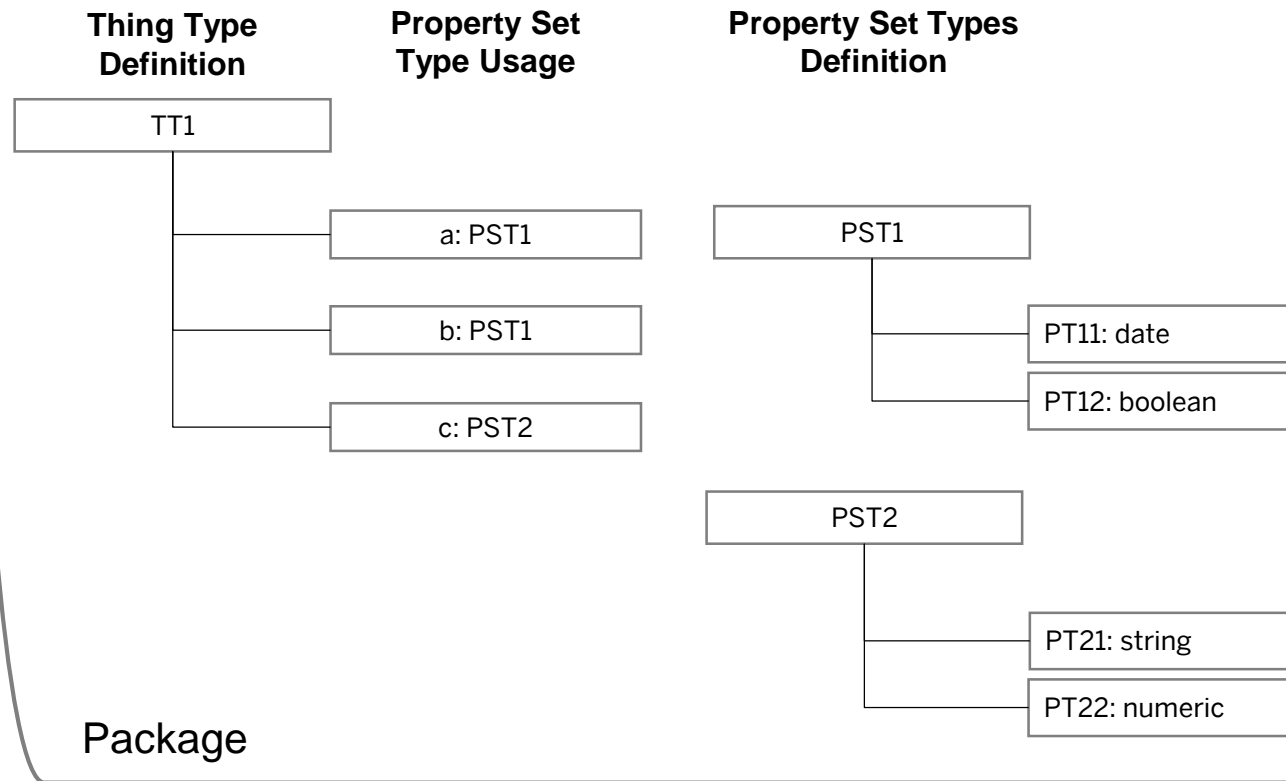 Thing Type
Definition
Property Set
Type Usage
Property Set Types
Definition
TT1
a: PST1
b: PST1
c: PST2
PST1
PT11: date
PT12: boolean
PST2
PT21: string
PT22: numeric
Package